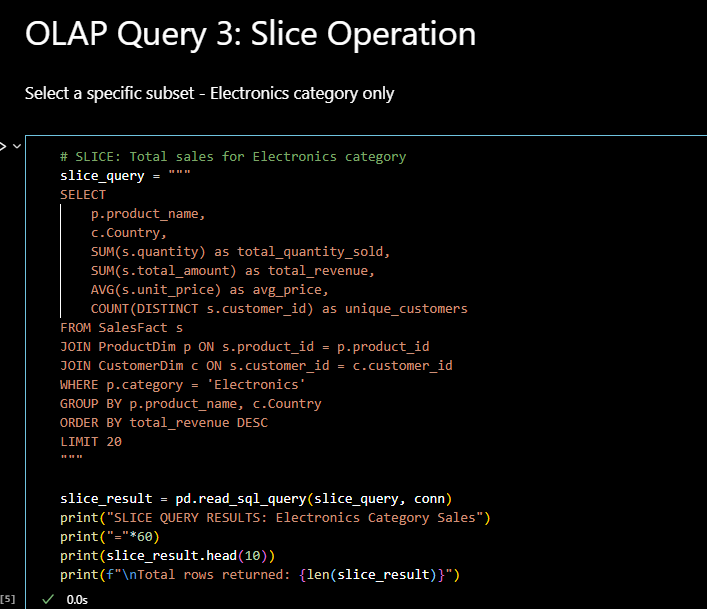 OLAP Query 3: Slice Operation
Select a specific subset - Electronics category only
# SLICE: Total sales for Electronics category
slice_query = """
SELECT
    p.product_name,
    c.Country,
    SUM(s.quantity) as total_quantity_sold,
    SUM(s.total_amount) as total_revenue,
    AVG(s.unit_price) as avg_price,
    COUNT(DISTINCT s.customer_id) as unique_customers
FROM SalesFact s
JOIN ProductDim p ON s.product_id = p.product_id
JOIN CustomerDim c ON s.customer_id = c.customer_id
WHERE p.category = 'Electronics'
GROUP BY p.product_name, c.Country
ORDER BY total_revenue DESC
LIMIT 20
"""
slice_result = pd.read_sql_query(slice_query, conn)
print("SLICE QUERY RESULTS: Electronics Category Sales")
print("="*60)
print(slice_result.head(10))
print(f"\nTotal rows returned: {len(slice_result)}")
[5] 0.0s